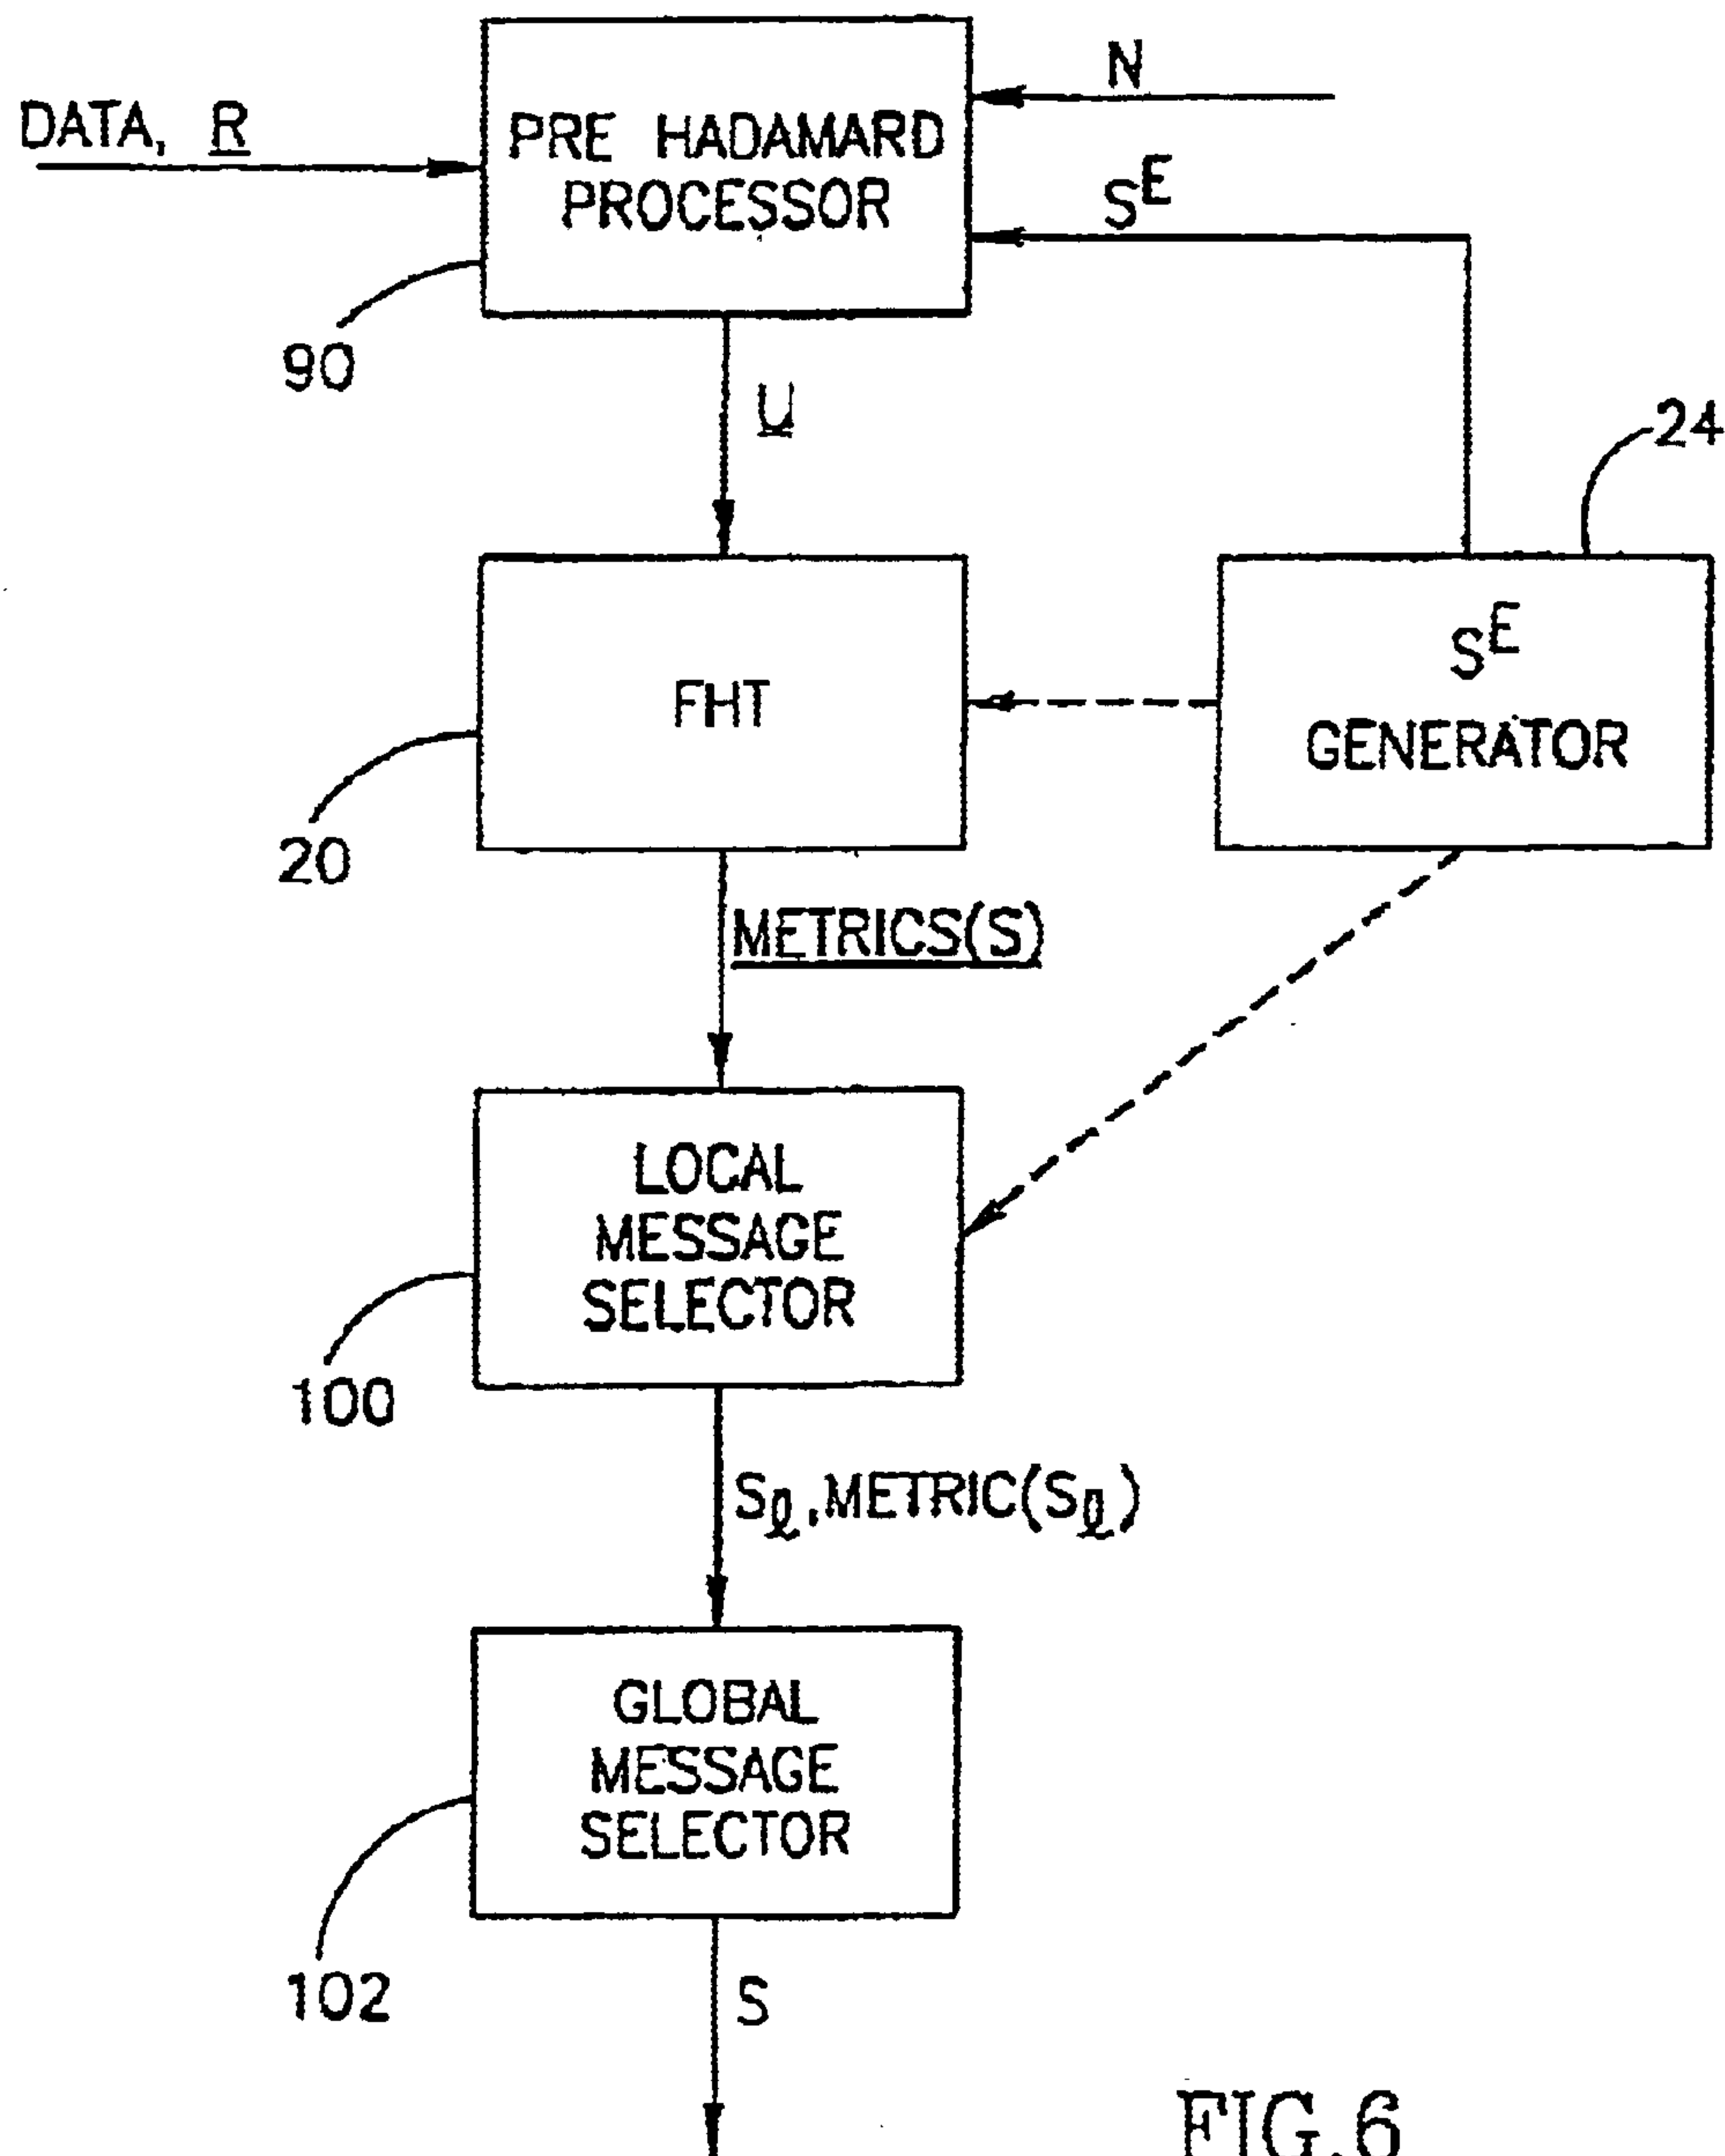 N
DATA, R
PRE HADAMARD
PROCESSOR
Sᴱ
90
U
24
FHT
Sᴱ
GENERATOR
20
METRICS(S)
LOCAL
MESSAGE
SELECTOR
100
Sℓ,METRIC(Sℓ)
GLOBAL
MESSAGE
SELECTOR
102
S
FIG.6